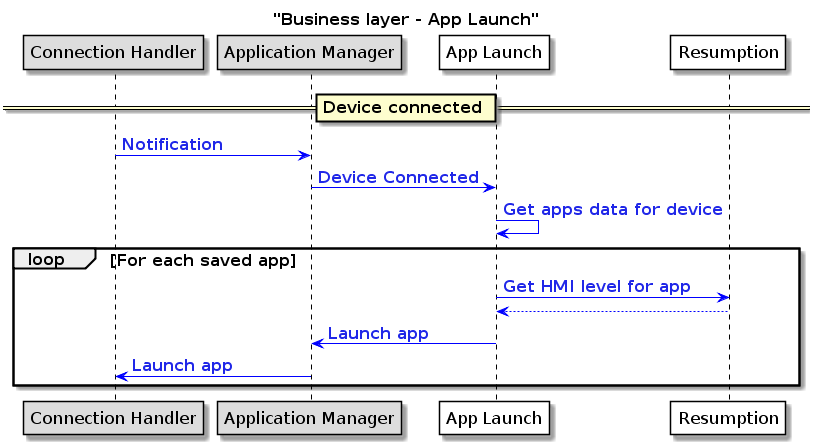 "Business layer - App Launch"
Connection Handler
Application Manager
App Launch
Resumption
Device connected
Notification
Device Connected
Get apps data for device
loop
[For each saved app]
Get HMI level for app
Launch app
Launch app
Connection Handler
Application Manager
App Launch
Resumption